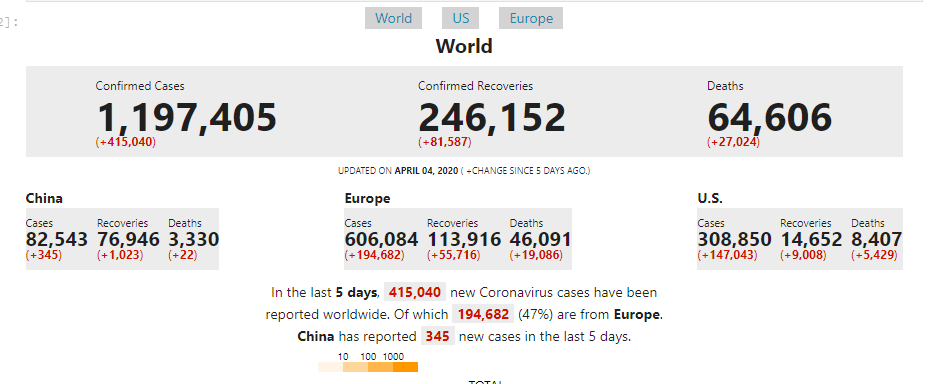 2]:
World US Europe
World
Confirmed Cases Confirmed Recoveries Deaths
1,197,405 246,152 64,606
(+415,040) (+81,587) (+27,024)
UPDATED ON APRIL 04, 2020 ( +CHANGE SINCE 5 DAYS AGO.)
China Europe U.S.
Cases Recoveries Deaths Cases Recoveries Deaths Cases Recoveries Deaths
82,543 76,946 3,330 606,084 113,916 46,091 308,850 14,652 8,407
(+345) (+1,023) (+22) (+194,682) (+55,716) (+19,086) (+147,043) (+9,008) (+5,429)
In the last 5 days, 415,040 new Coronavirus cases have been
reported worldwide. Of which 194,682 (47%) are from Europe.
China has reported 345 new cases in the last 5 days.
10 100 1000
TOTAL